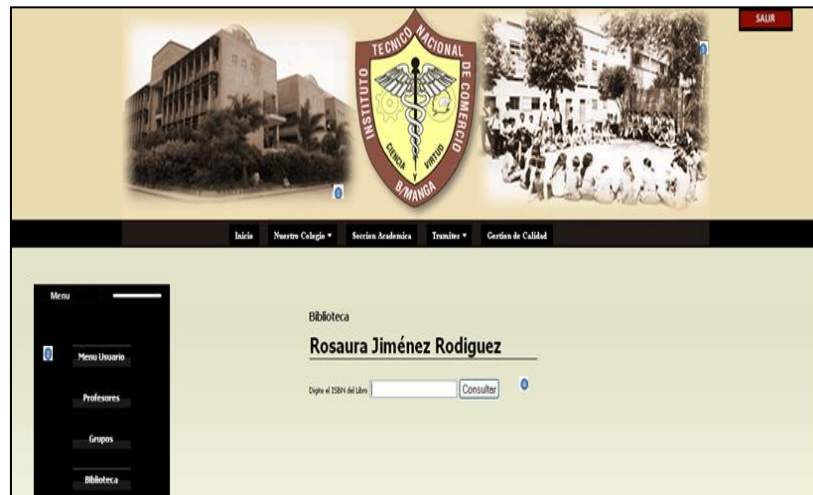 SALIR
INSTITUTO TECNICO NACIONAL DE COMERCIO
CIENCIA Y VIRTUD
B/MANGA
Inicio Nuestro Colegio Seccion Academica Tramites Gestion de Calidad
Menu
Menu Usuario
Profesores
Grupos
Biblioteca
Biblioteca
Rosaura Jiménez Rodiguez
Digite el ISBN del Libro Consultar